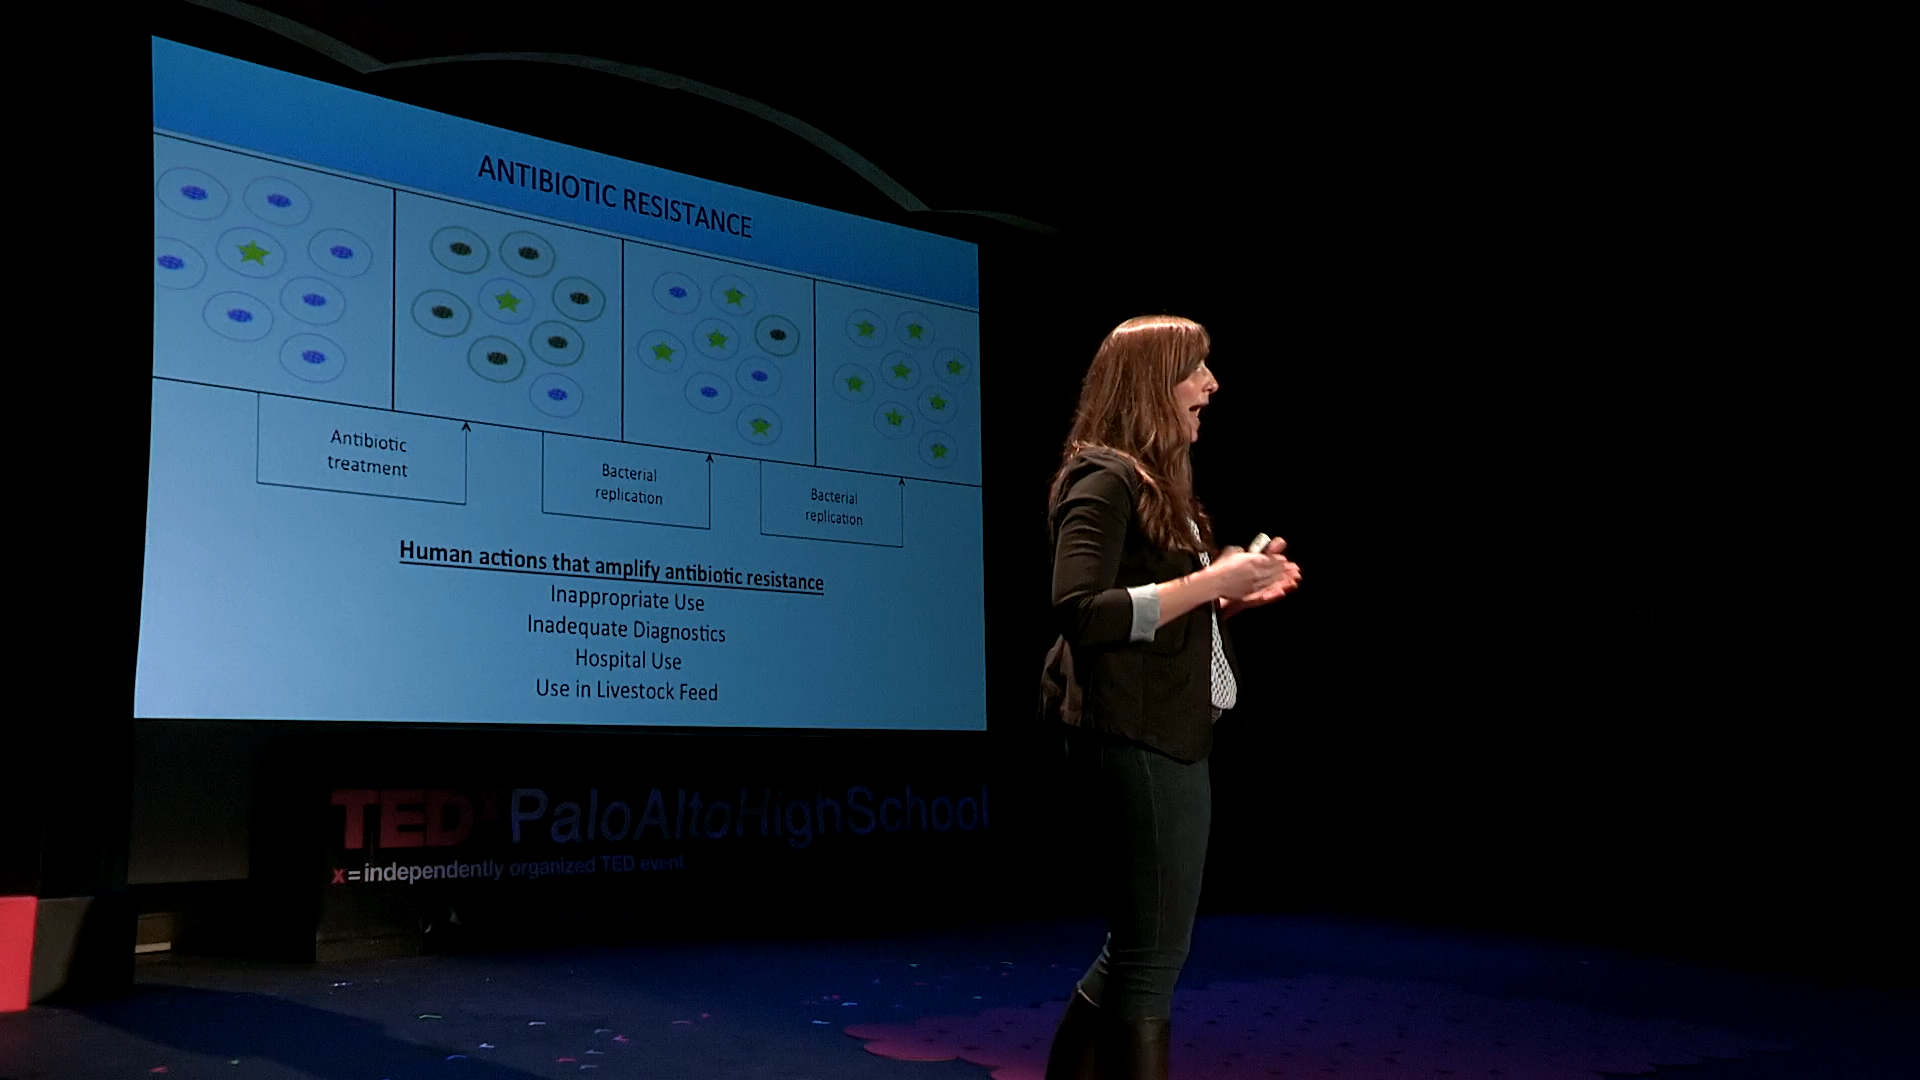 ANTIBIOTIC RESISTANCE
Antibiotic
treatment
Bacterial
replication
Bacterial
replication
Human actions that amplify antibiotic resistance
Inappropriate Use
Inadequate Diagnostics
Hospital Use
Use in Livestock Feed
TEDxPaloAltoHighSchool
x=independently organized TED event